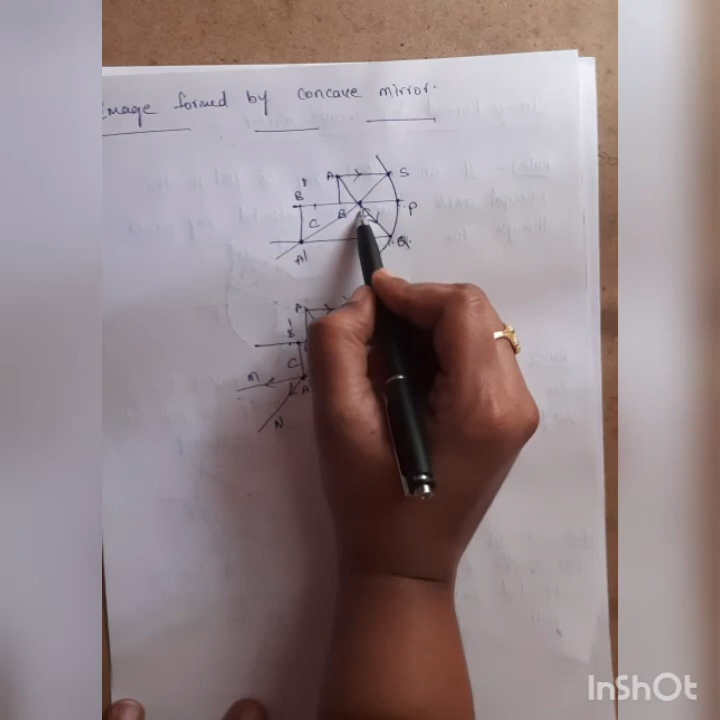 Image formed by concave mirror.
A S
B'
B P
C
A' Q
A
B'
C
M A
N
InShOt